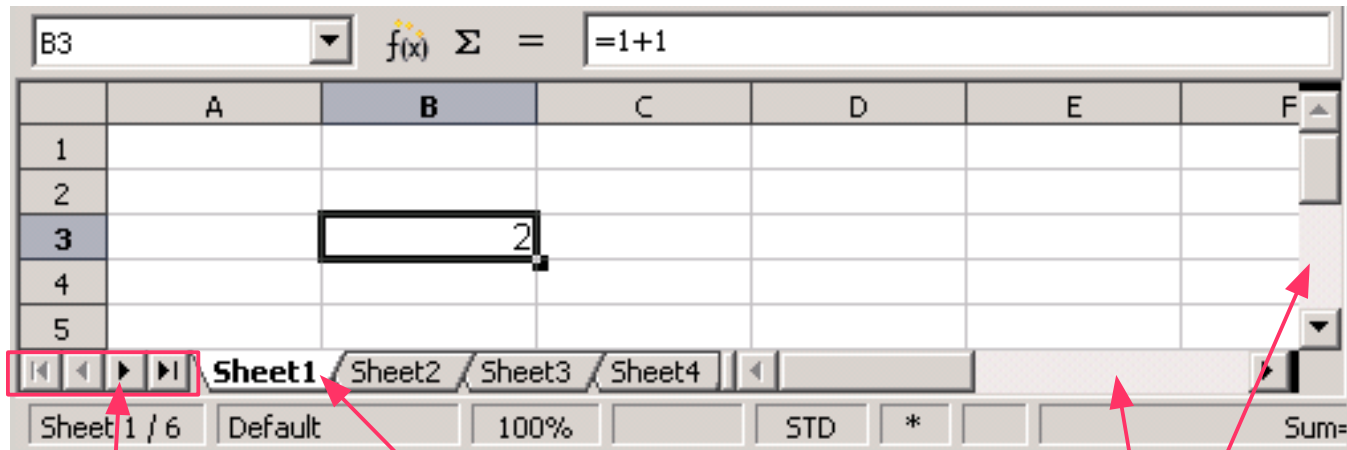 B3 f(x) Σ = =1+1
A B C D E F
1
2
3 2
4
5
Sheet1 Sheet2 Sheet3 Sheet4
Sheet 1 / 6 Default 100% STD * Sum=